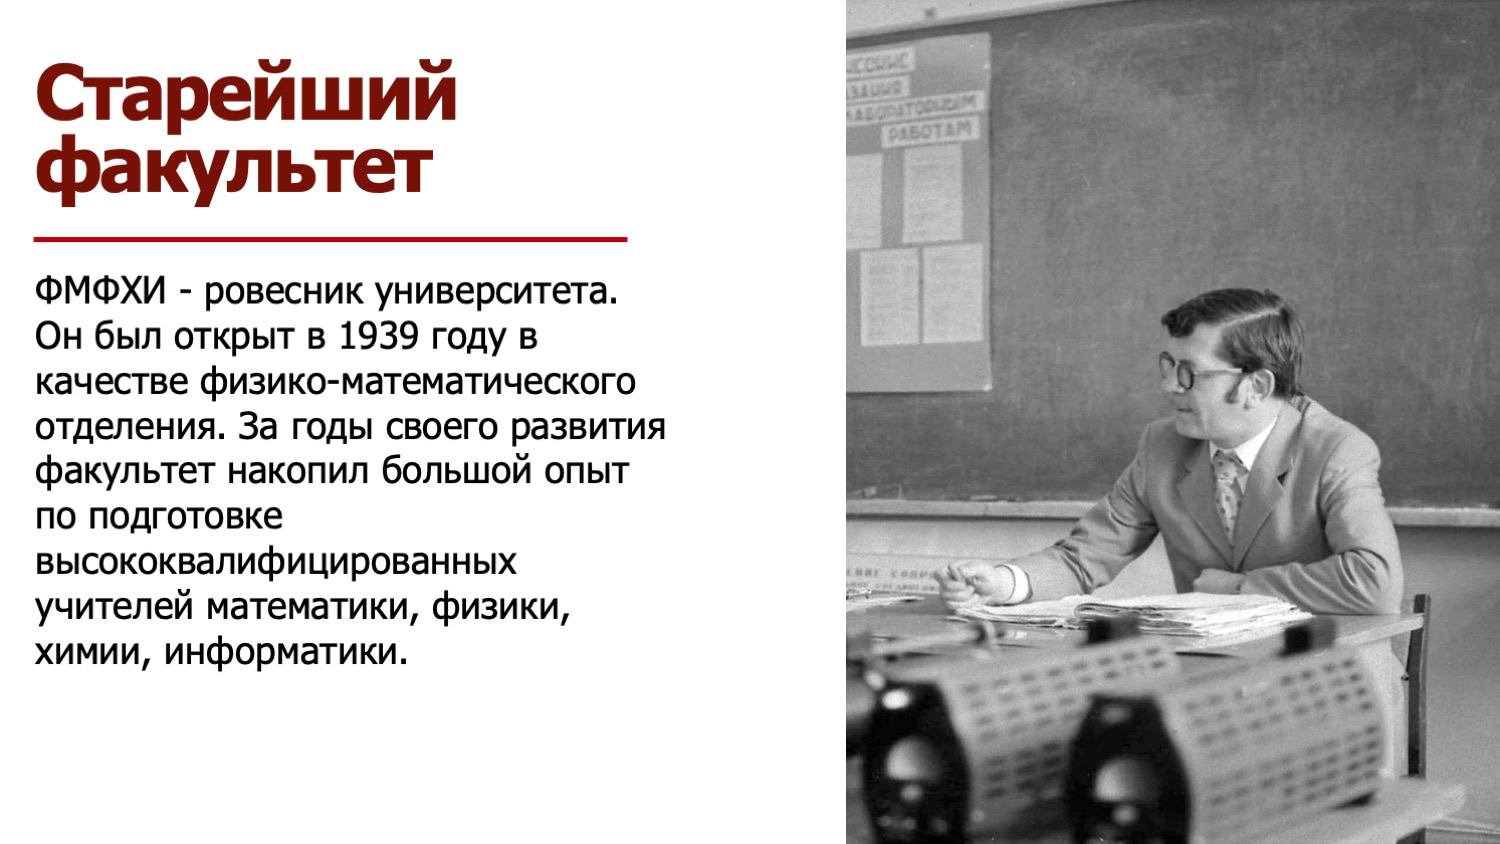 Старейший
факультет
ФМФХИ - ровесник университета.
Он был открыт в 1939 году в
качестве физико-математического
отделения. За годы своего развития
факультет накопил большой опыт
по подготовке
высококвалифицированных
учителей математики, физики,
химии, информатики.
ЛАБОРАТОРНЫМ
РАБОТАМ